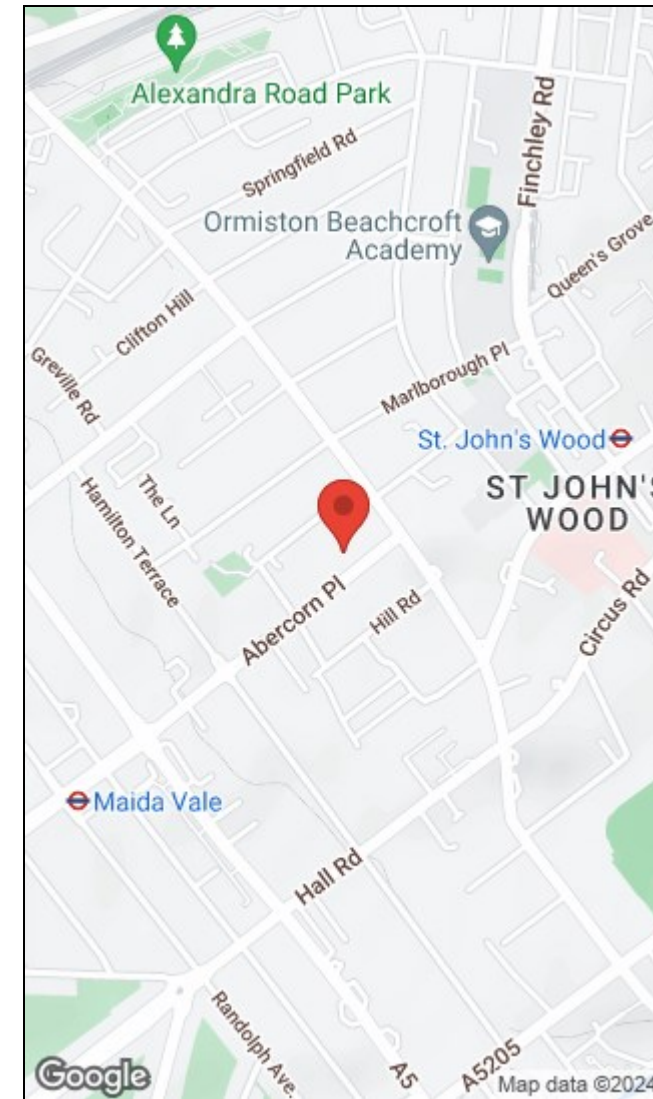 Alexandra Road Park
Springfield Rd
Finchley Rd
Ormiston Beachcroft
Academy
Queen's Grove
Clifton Hill
Greville Rd
Marlborough Pl
St. John's Wood
The Ln
Hamilton Terrace
ST JOHN'S
WOOD
Abercorn Pl
Hill Rd
Circus Rd
Maida Vale
Hall Rd
Randolph Ave.
A5
A5205
Google
Map data ©2024